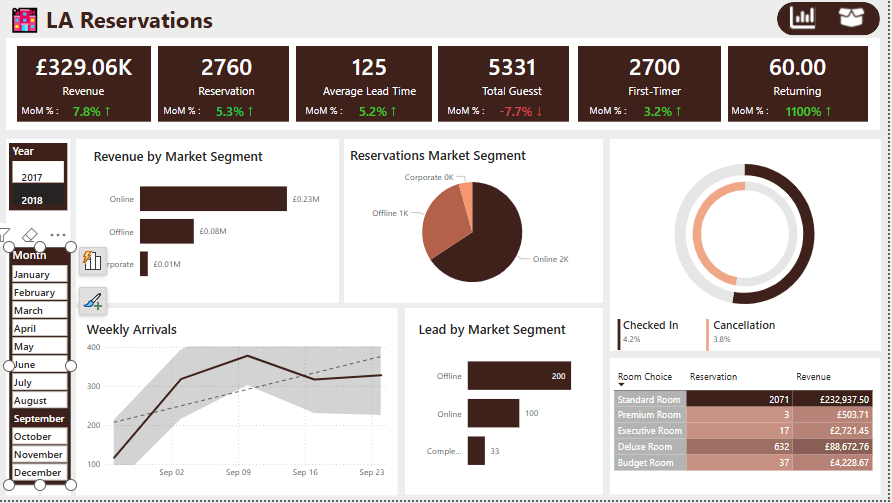 LA Reservations
£329.06K
Revenue
MoM % : 7.8% ↑
2760
Reservation
MoM % : 5.3% ↑
125
Average Lead Time
MoM % : 5.2% ↑
5331
Total Guesst
MoM % : -7.7% ↓
2700
First-Timer
MoM % : 3.2% ↑
60.00
Returning
MoM % : 1100% ↑
Year
2017
2018
Month
January
February
March
April
May
June
July
August
September
October
November
December
Revenue by Market Segment
Online £0.23M
Offline £0.08M
rporate £0.01M
Reservations Market Segment
Corporate 0K
Offline 1K
Online 2K
Checked In
4.2%
Cancellation
3.8%
Weekly Arrivals
400
300
200
100
Sep 02 Sep 09 Sep 16 Sep 23
Lead by Market Segment
Offline 200
Online 100
Comple... 33
Room Choice Reservation Revenue
Standard Room 2071 £232,937.50
Premium Room 3 £503.71
Executive Room 17 £2,721.45
Deluxe Room 632 £88,672.76
Budget Room 37 £4,228.67